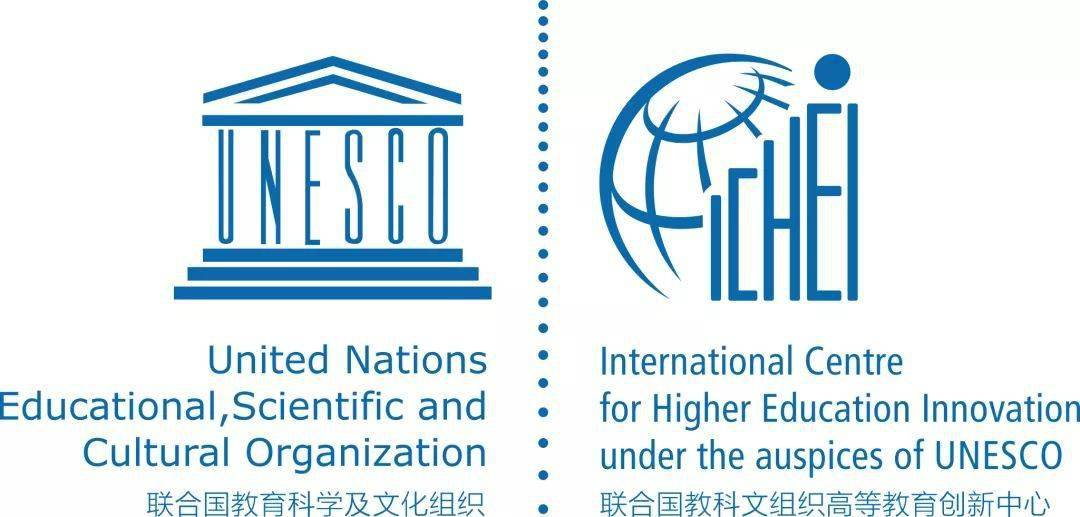 UNESCO
United Nations
Educational,Scientific and
Cultural Organization
联合国教育科学及文化组织
ICHEI
International Centre
for Higher Education Innovation
under the auspices of UNESCO
联合国教科文组织高等教育创新中心